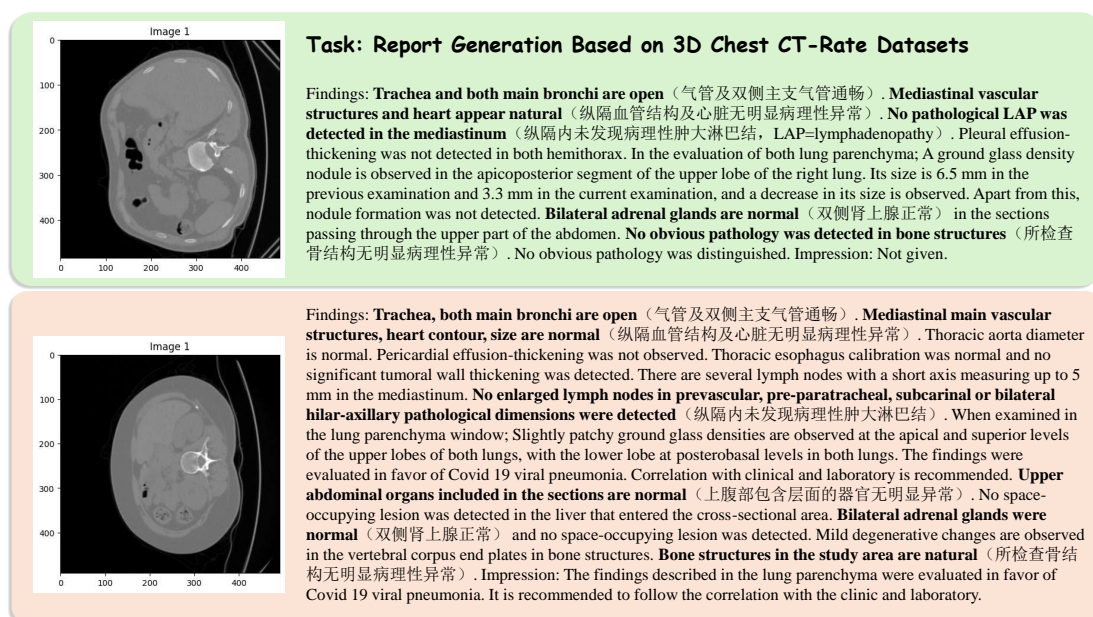 Image 1
0
100
200
300
400
0 100 200 300 400
Task: Report Generation Based on 3D Chest CT-Rate Datasets
Findings: Trachea and both main bronchi are open（气管及双侧主支气管通畅）. Mediastinal vascular
structures and heart appear natural（纵隔血管结构及心脏无明显病理性异常）. No pathological LAP was
detected in the mediastinum（纵隔内未发现病理性肿大淋巴结，LAP=lymphadenopathy）. Pleural effusion-
thickening was not detected in both hemithorax. In the evaluation of both lung parenchyma; A ground glass density
nodule is observed in the apicoposterior segment of the upper lobe of the right lung. Its size is 6.5 mm in the
previous examination and 3.3 mm in the current examination, and a decrease in its size is observed. Apart from this,
nodule formation was not detected. Bilateral adrenal glands are normal（双侧肾上腺正常） in the sections
passing through the upper part of the abdomen. No obvious pathology was detected in bone structures（所检查
骨结构无明显病理性异常）. No obvious pathology was distinguished. Impression: Not given.
Image 1
0
100
200
300
400
0 100 200 300 400
Findings: Trachea, both main bronchi are open（气管及双侧主支气管通畅）. Mediastinal main vascular
structures, heart contour, size are normal（纵隔血管结构及心脏无明显病理性异常）. Thoracic aorta diameter
is normal. Pericardial effusion-thickening was not observed. Thoracic esophagus calibration was normal and no
significant tumoral wall thickening was detected. There are several lymph nodes with a short axis measuring up to 5
mm in the mediastinum. No enlarged lymph nodes in prevascular, pre-paratracheal, subcarinal or bilateral
hilar-axillary pathological dimensions were detected（纵隔内未发现病理性肿大淋巴结）. When examined in
the lung parenchyma window; Slightly patchy ground glass densities are observed at the apical and superior levels
of the upper lobes of both lungs, with the lower lobe at posterobasal levels in both lungs. The findings were
evaluated in favor of Covid 19 viral pneumonia. Correlation with clinical and laboratory is recommended. Upper
abdominal organs included in the sections are normal（上腹部包含层面的器官无明显异常）. No space-
occupying lesion was detected in the liver that entered the cross-sectional area. Bilateral adrenal glands were
normal（双侧肾上腺正常） and no space-occupying lesion was detected. Mild degenerative changes are observed
in the vertebral corpus end plates in bone structures. Bone structures in the study area are natural（所检查骨结
构无明显病理性异常）. Impression: The findings described in the lung parenchyma were evaluated in favor of
Covid 19 viral pneumonia. It is recommended to follow the correlation with the clinic and laboratory.